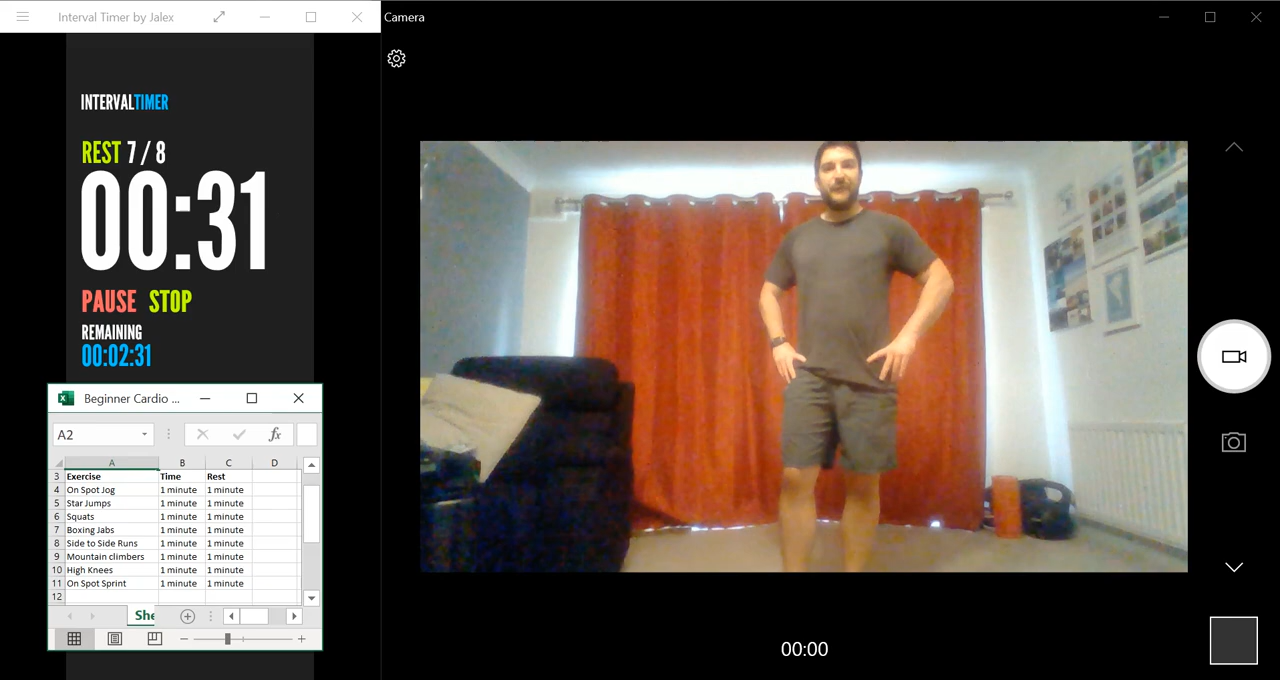 Interval Timer by Jalex
Camera
INTERVALTIMER
REST 7 / 8
00:31
PAUSE STOP
REMAINING
00:02:31
Beginner Cardio ...
A2
fx
A B C D
3 Exercise Time Rest
4 On Spot Jog 1 minute 1 minute
5 Star Jumps 1 minute 1 minute
6 Squats 1 minute 1 minute
7 Boxing Jabs 1 minute 1 minute
8 Side to Side Runs 1 minute 1 minute
9 Mountain climbers 1 minute 1 minute
10 High Knees 1 minute 1 minute
11 On Spot Sprint 1 minute 1 minute
12
She
00:00